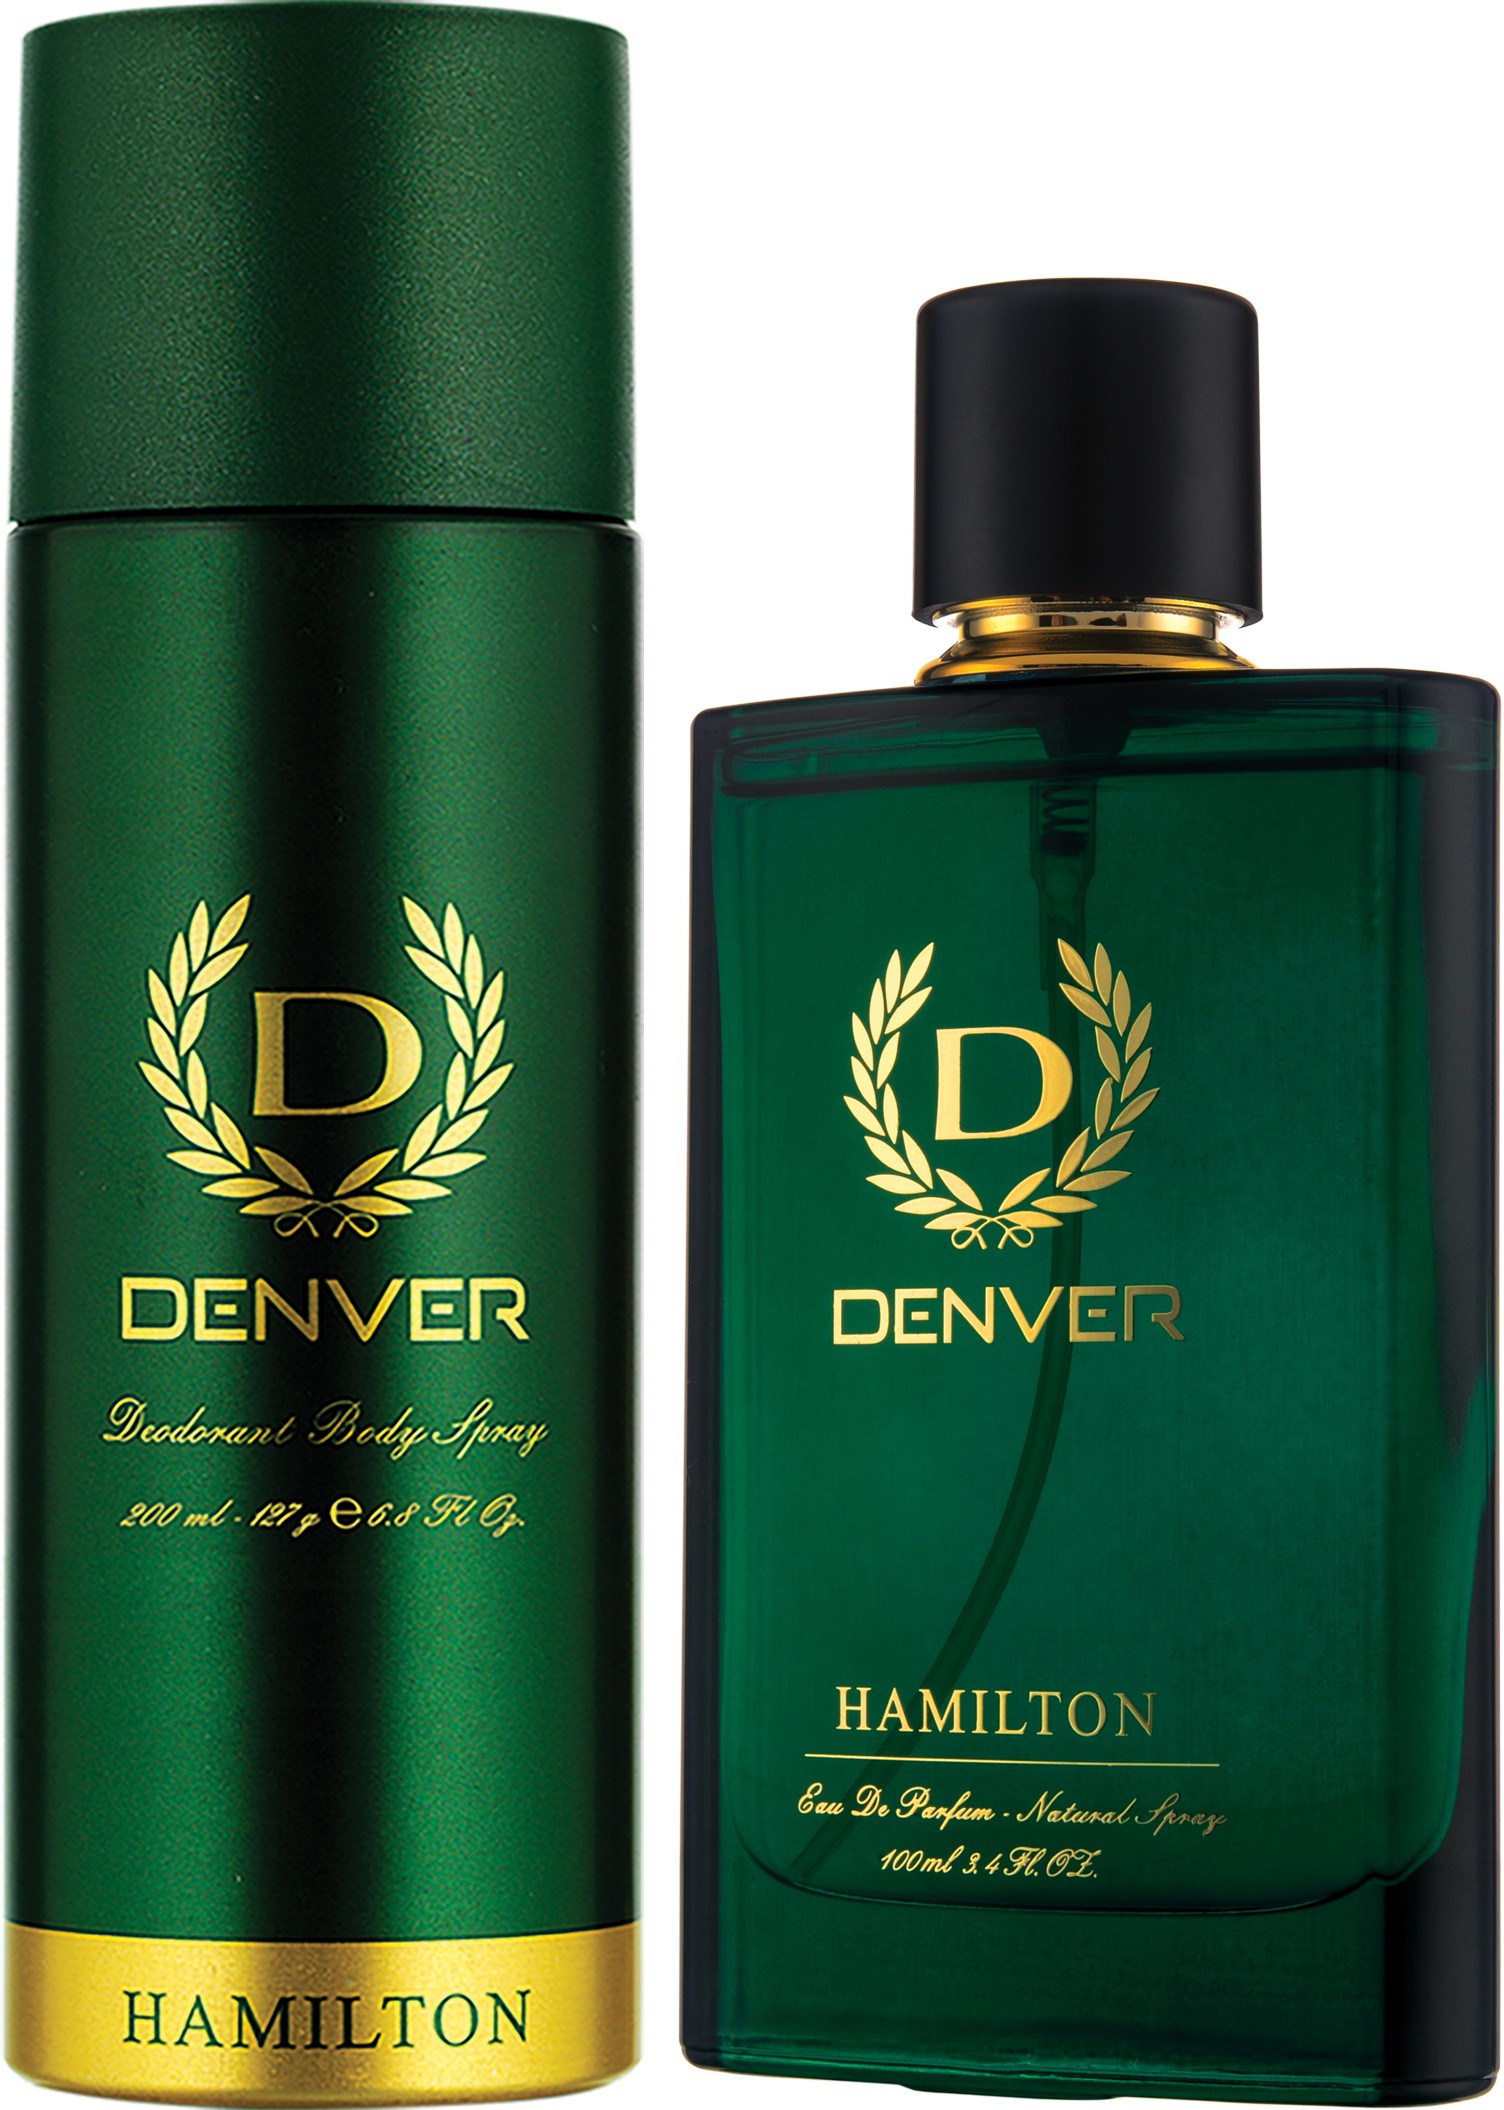 D
DENVER
Deodorant Body Spray
200 ml - 127 g ℮ 6.8 Fl Oz.
HAMILTON
D
DENVER
HAMILTON
Eau De Parfum - Natural Spray
100ml 3.4 Fl. OZ.